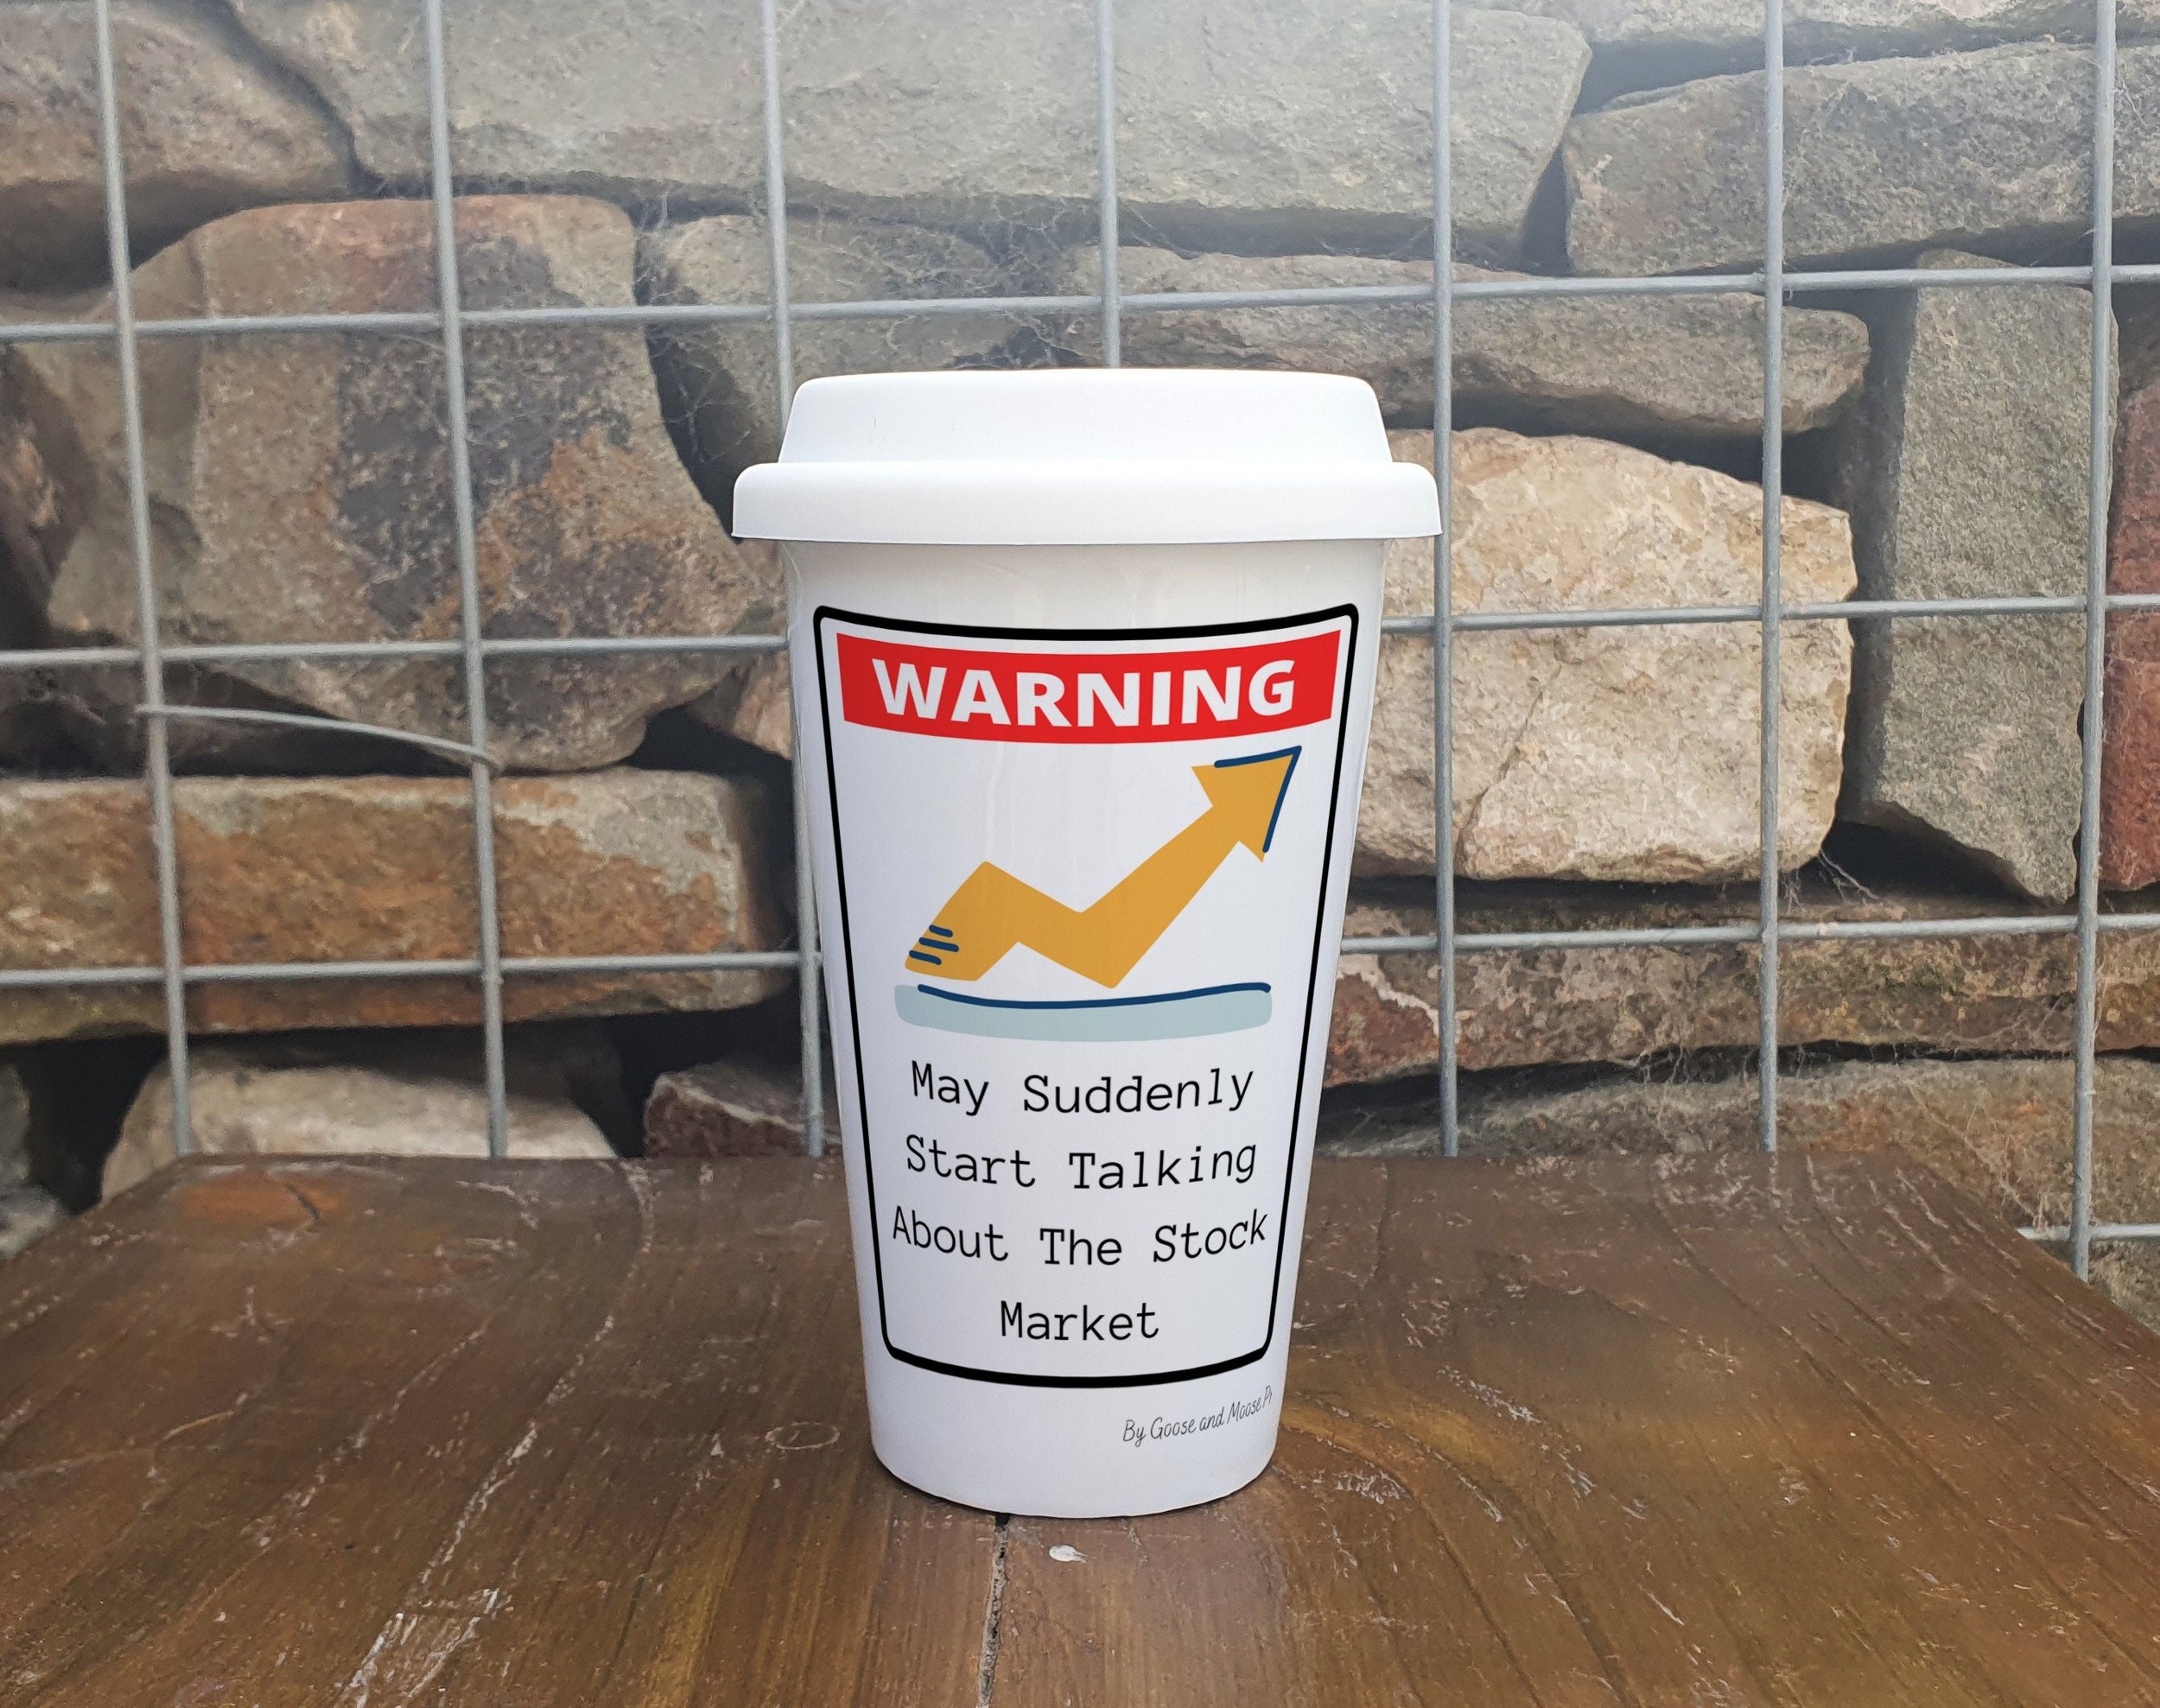 WARNING
May Suddenly
Start Talking
About The Stock
Market
By Goose and Moose